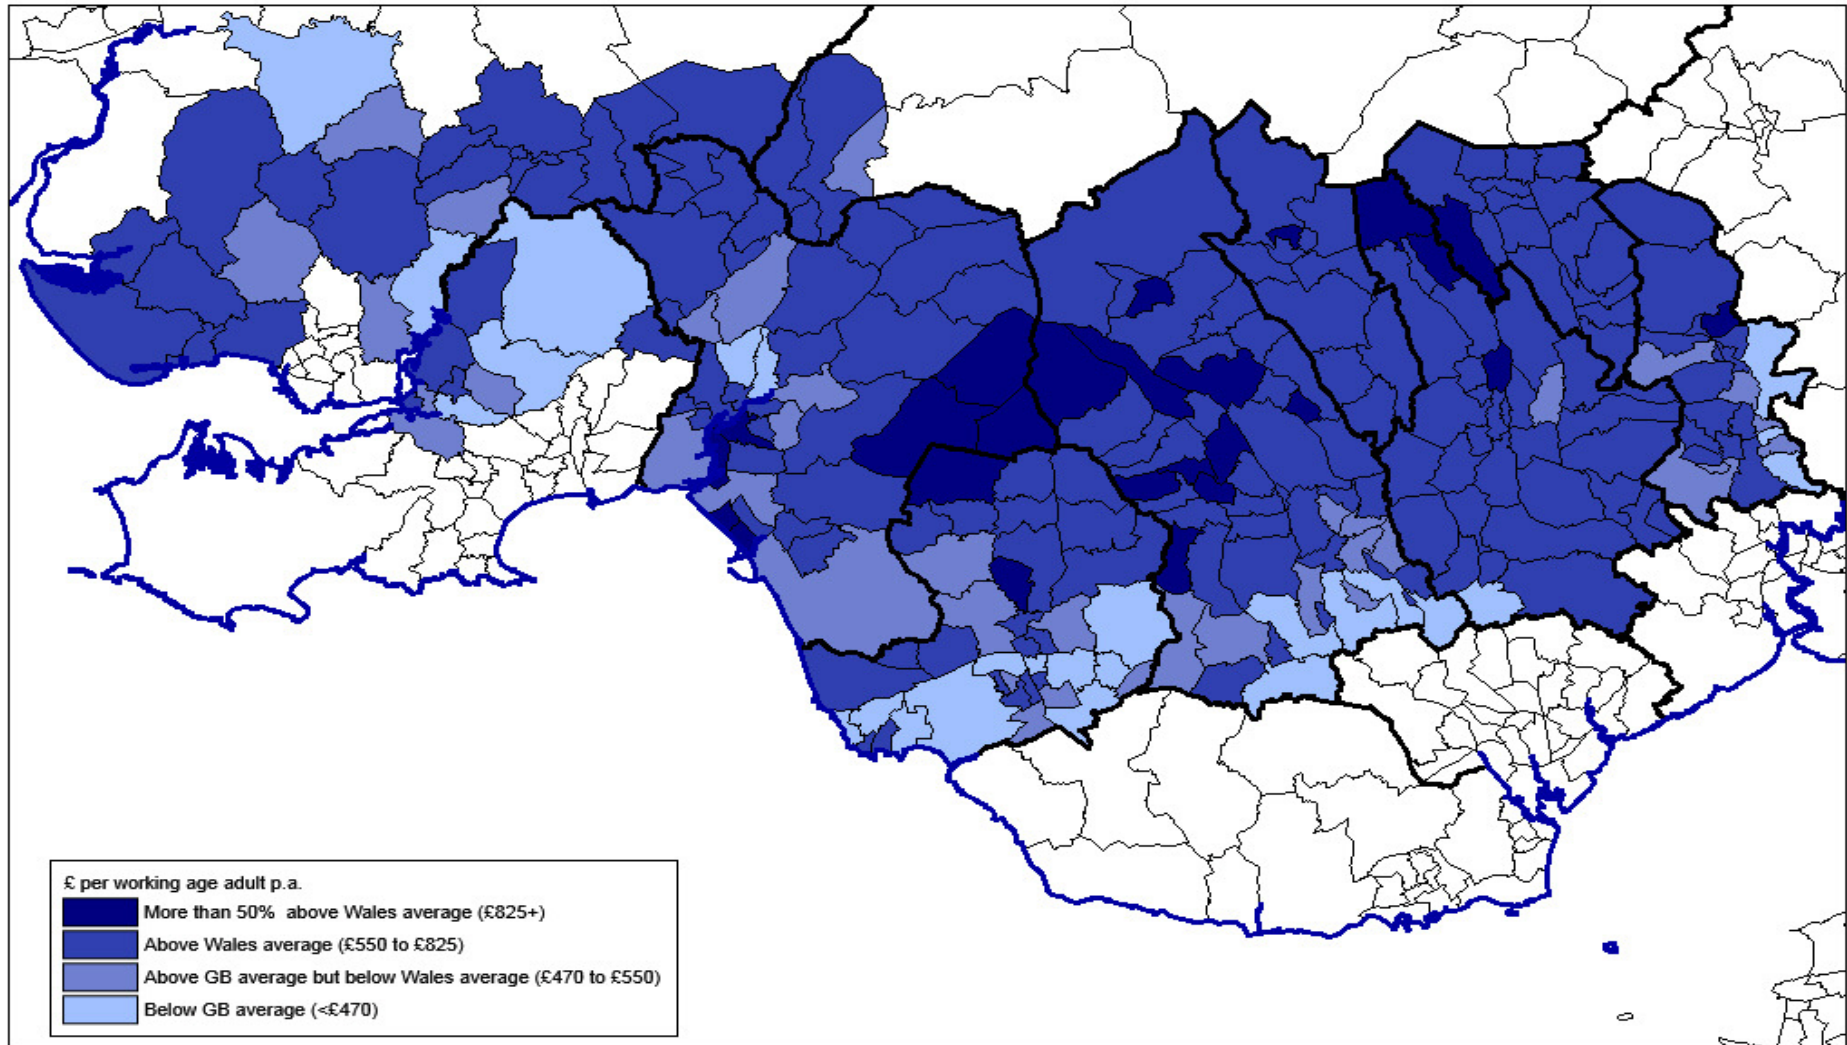 £ per working age adult p.a.
More than 50% above Wales average (£825+)
Above Wales average (£550 to £825)
Above GB average but below Wales average (£470 to £550)
Below GB average (<£470)